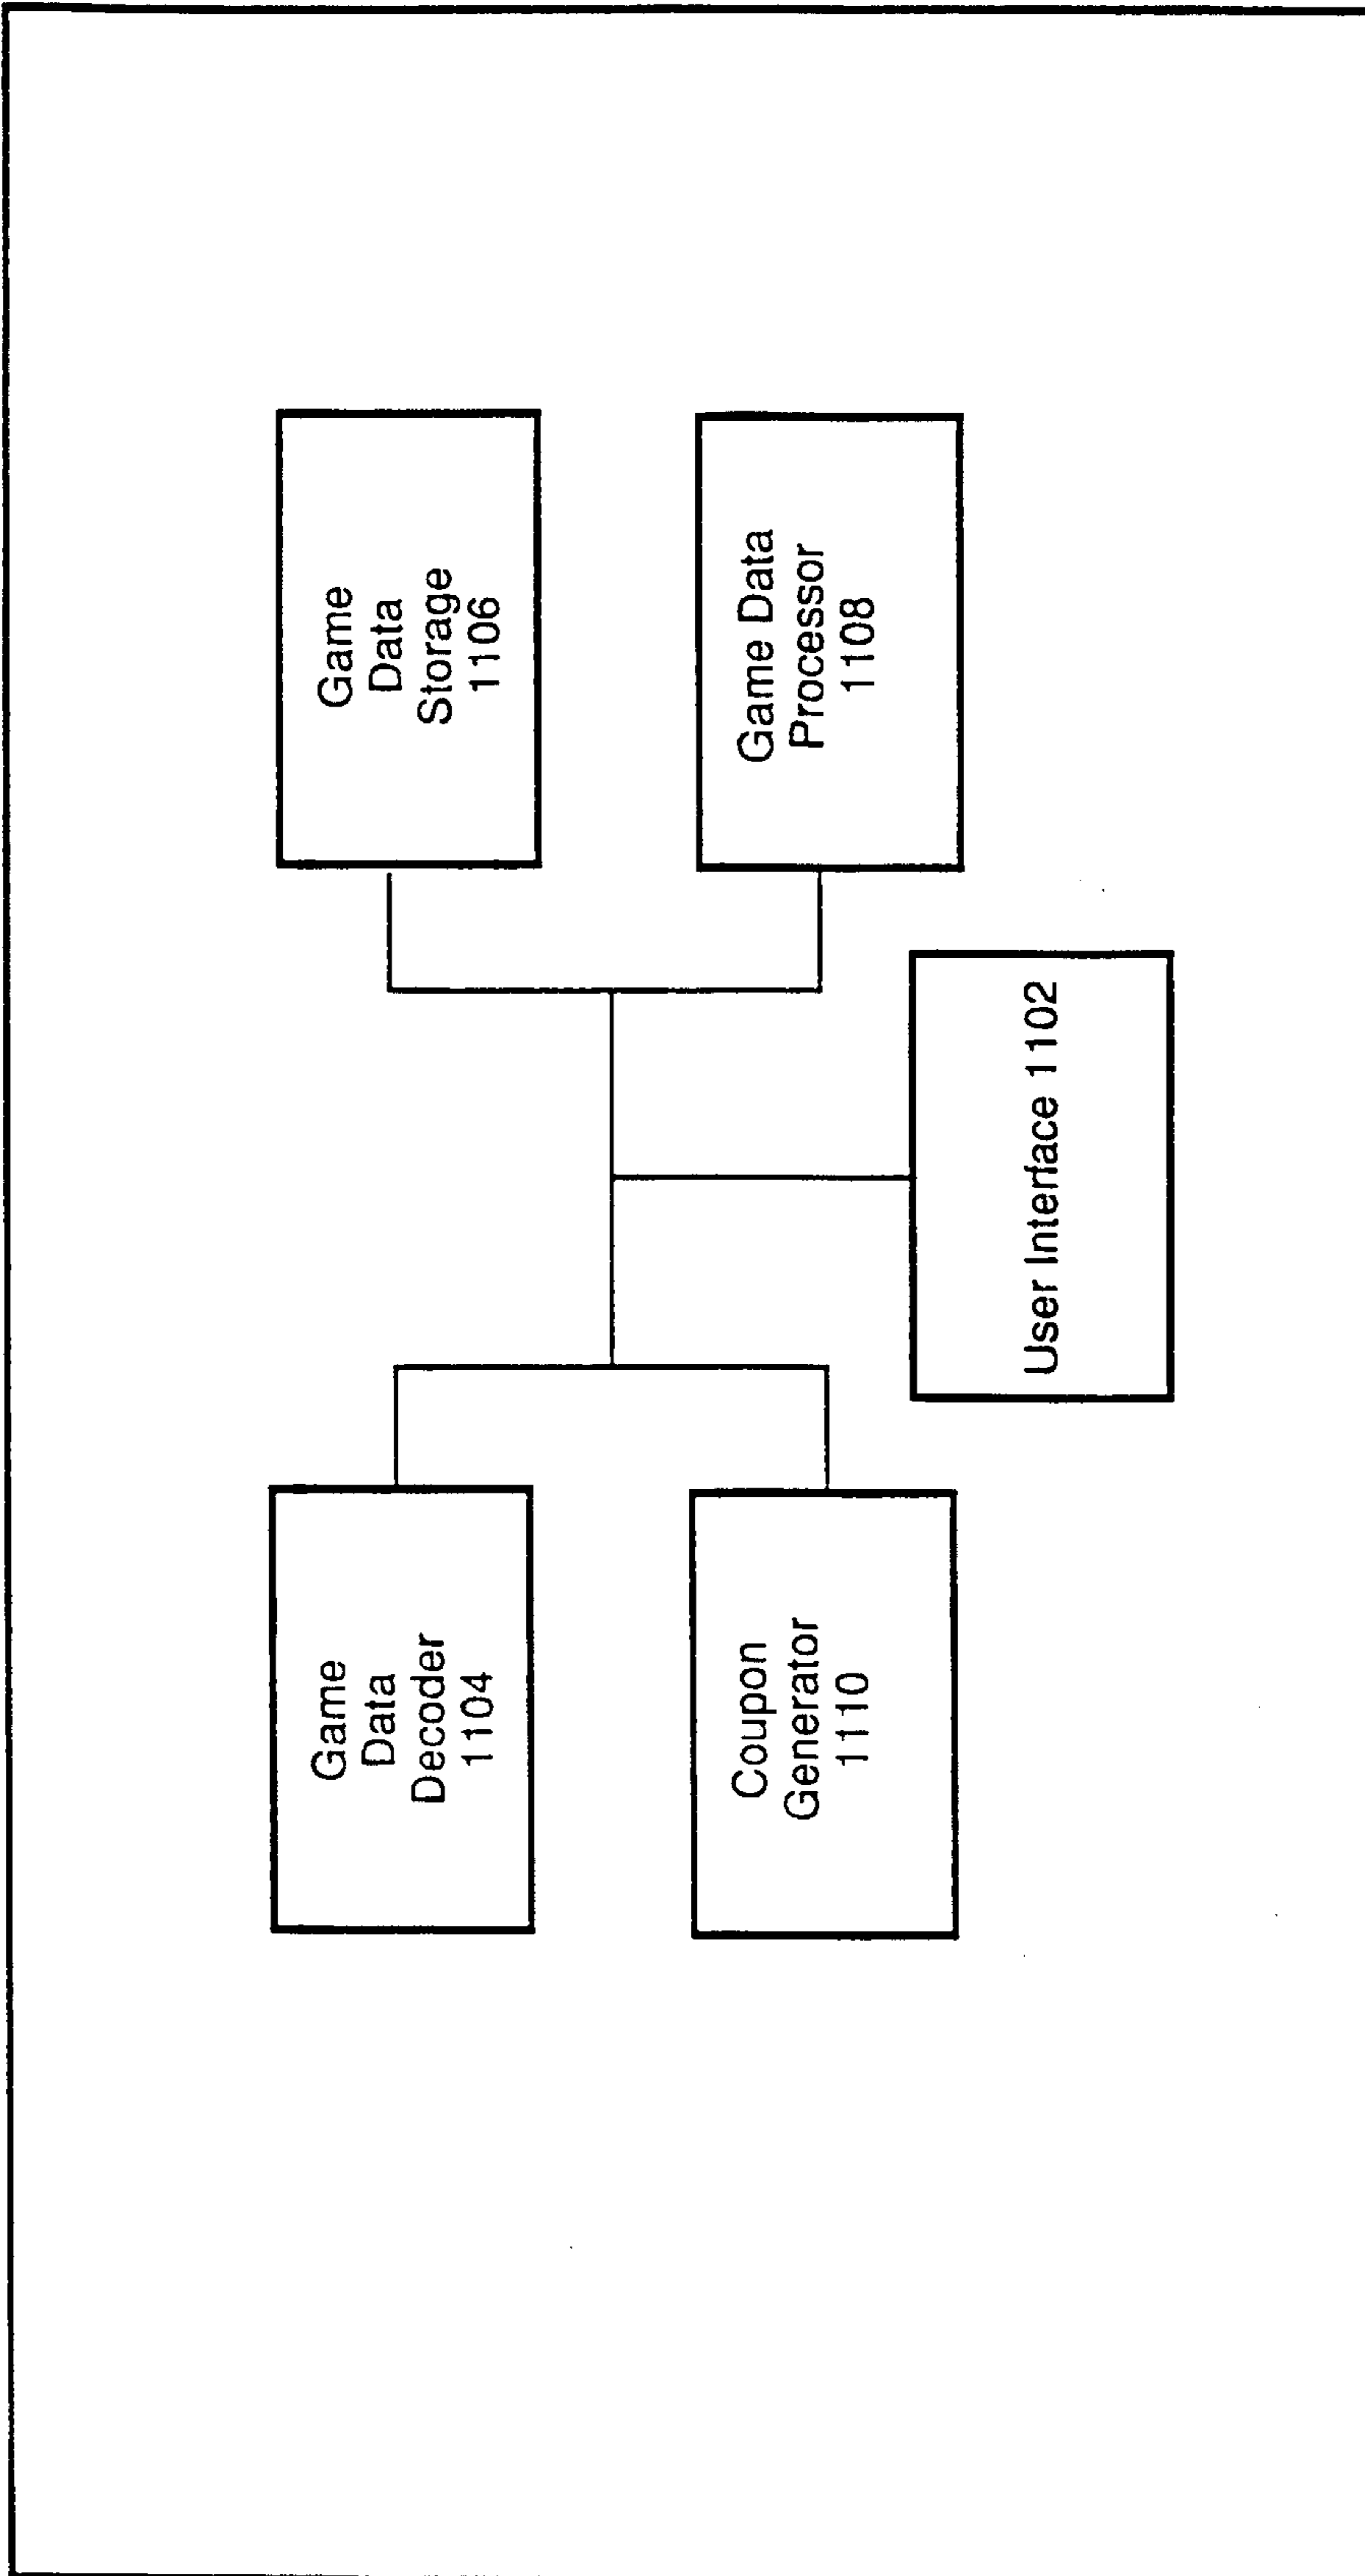 Game
Data
Decoder
1104
Game
Data
Storage
1106
Coupon
Generator
1110
Game Data
Processor
1108
User Interface 1102